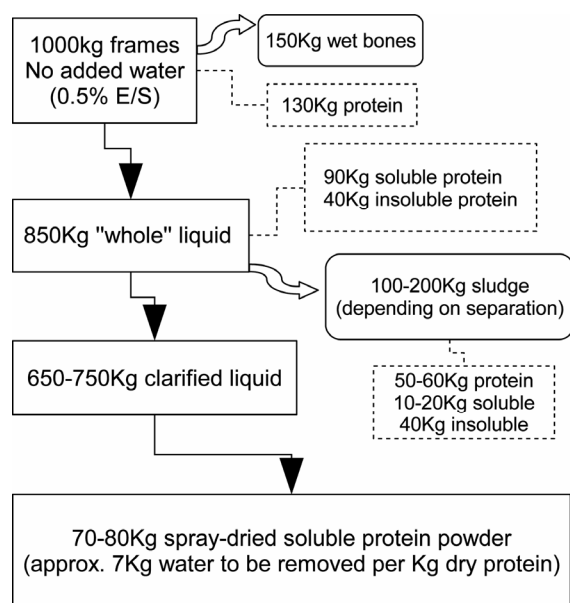 1000kg frames
No added water
(0.5% E/S)
150Kg wet bones
130Kg protein
850Kg "whole" liquid
90Kg soluble protein
40Kg insoluble protein
100-200Kg sludge
(depending on separation)
650-750Kg clarified liquid
50-60Kg protein
10-20Kg soluble
40Kg insoluble
70-80Kg spray-dried soluble protein powder
(approx. 7Kg water to be removed per Kg dry protein)